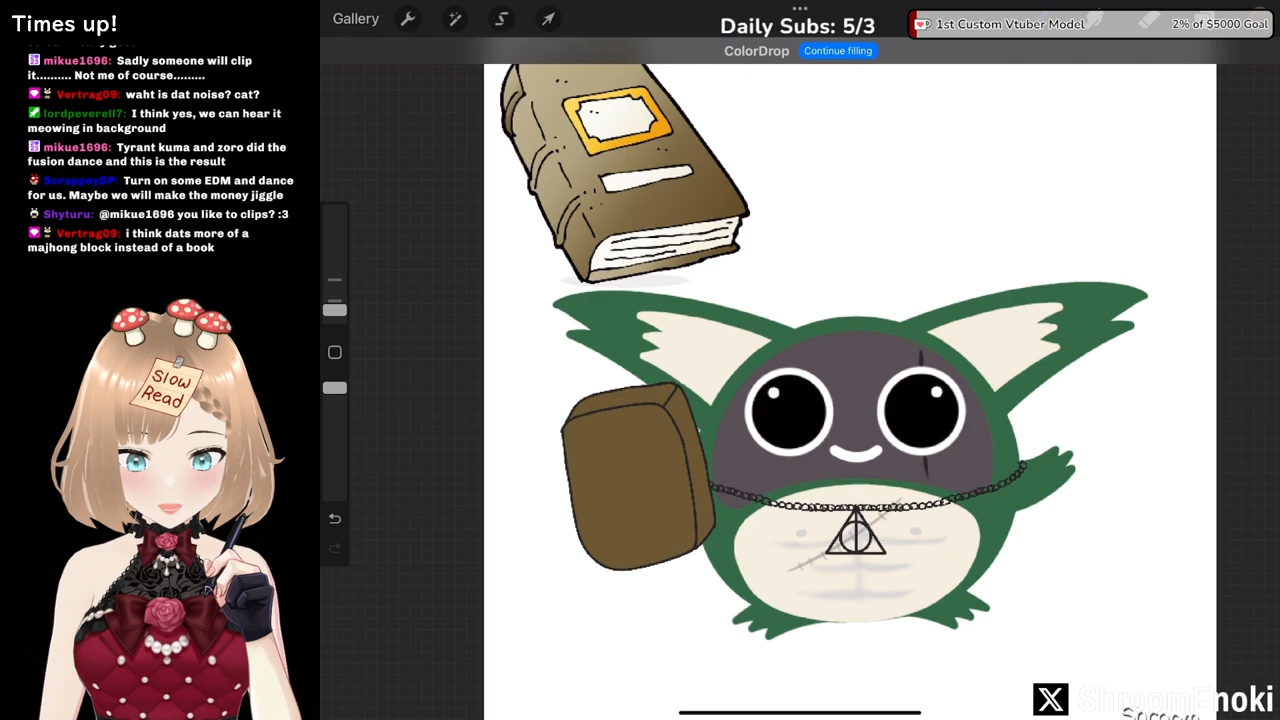 Times up!
Gallery
Daily Subs: 5/3
1st Custom Vtuber Model
2% of $5000 Goal
ColorDrop
Continue filling
mikue1696: Sadly someone will clip
it.......... Not me of course.........
Vertrag09: waht is dat noise? cat?
lordpeverell7: I think yes, we can hear it
meowing in background
mikue1696: Tyrant kuma and zoro did the
fusion dance and this is the result
ScrappeyDP: Turn on some EDM and dance
for us. Maybe we will make the money jiggle
Shyturu: @mikue1696 you like to clips? :3
Vertrag09: i think dats more of a
majhong block instead of a book
Slow
Read
X ShroomEnoki